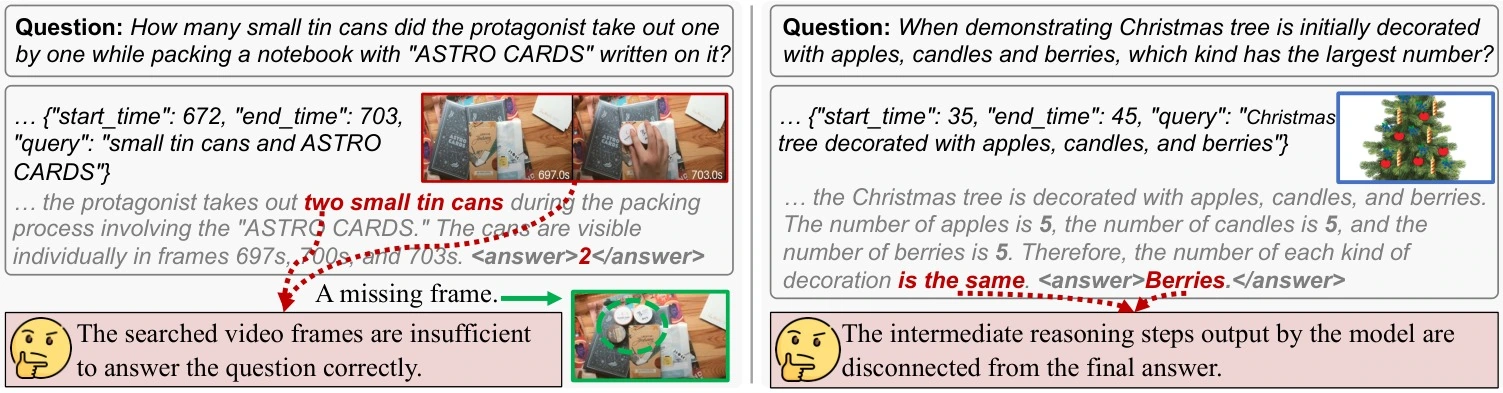 Question: How many small tin cans did the protagonist take out one
by one while packing a notebook with "ASTRO CARDS" written on it?
… {"start_time": 672, "end_time": 703,
"query": "small tin cans and ASTRO
CARDS"}
ASTRO
CARDS
697.0s
703.0s
… the protagonist takes out two small tin cans during the packing
process involving the "ASTRO CARDS." The cans are visible
individually in frames 697s, 700s, and 703s. <answer>2</answer>
A missing frame.
The searched video frames are insufficient
to answer the question correctly.
Question: When demonstrating Christmas tree is initially decorated
with apples, candles and berries, which kind has the largest number?
… {"start_time": 35, "end_time": 45, "query": "Christmas
tree decorated with apples, candles, and berries"}
… the Christmas tree is decorated with apples, candles, and berries.
The number of apples is 5, the number of candles is 5, and the
number of berries is 5. Therefore, the number of each kind of
decoration is the same. <answer>Berries.</answer>
The intermediate reasoning steps output by the model are
disconnected from the final answer.